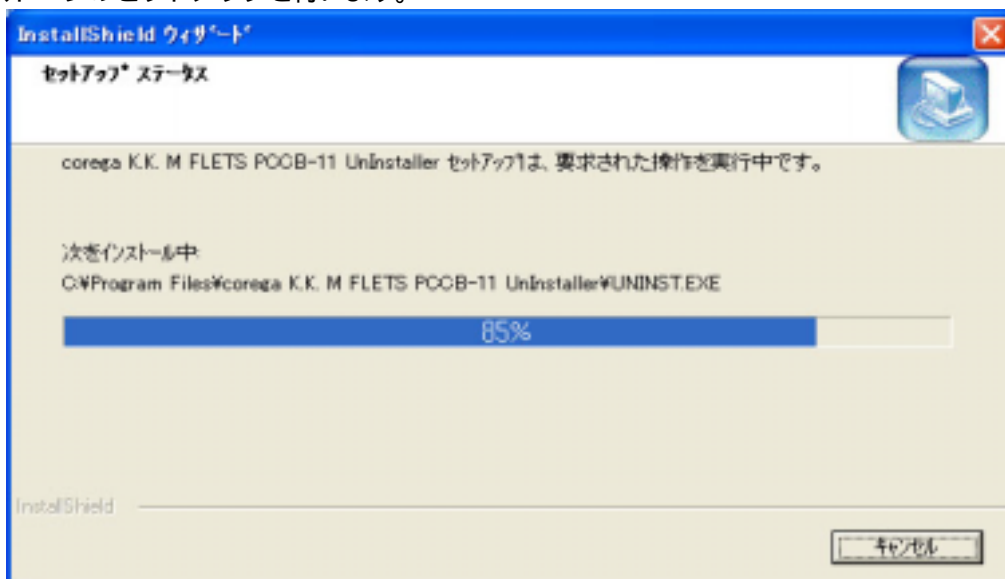 InstallShield ウィザード
セットアップ ステータス
corega K.K. M FLETS PCCB-11 UnInstaller セットアップは、要求された操作を実行中です。
次をインストール中:
C:¥Program Files¥corega K.K. M FLETS PCCB-11 UnInstaller¥UNINST.EXE
85%
InstallShield
キャンセル